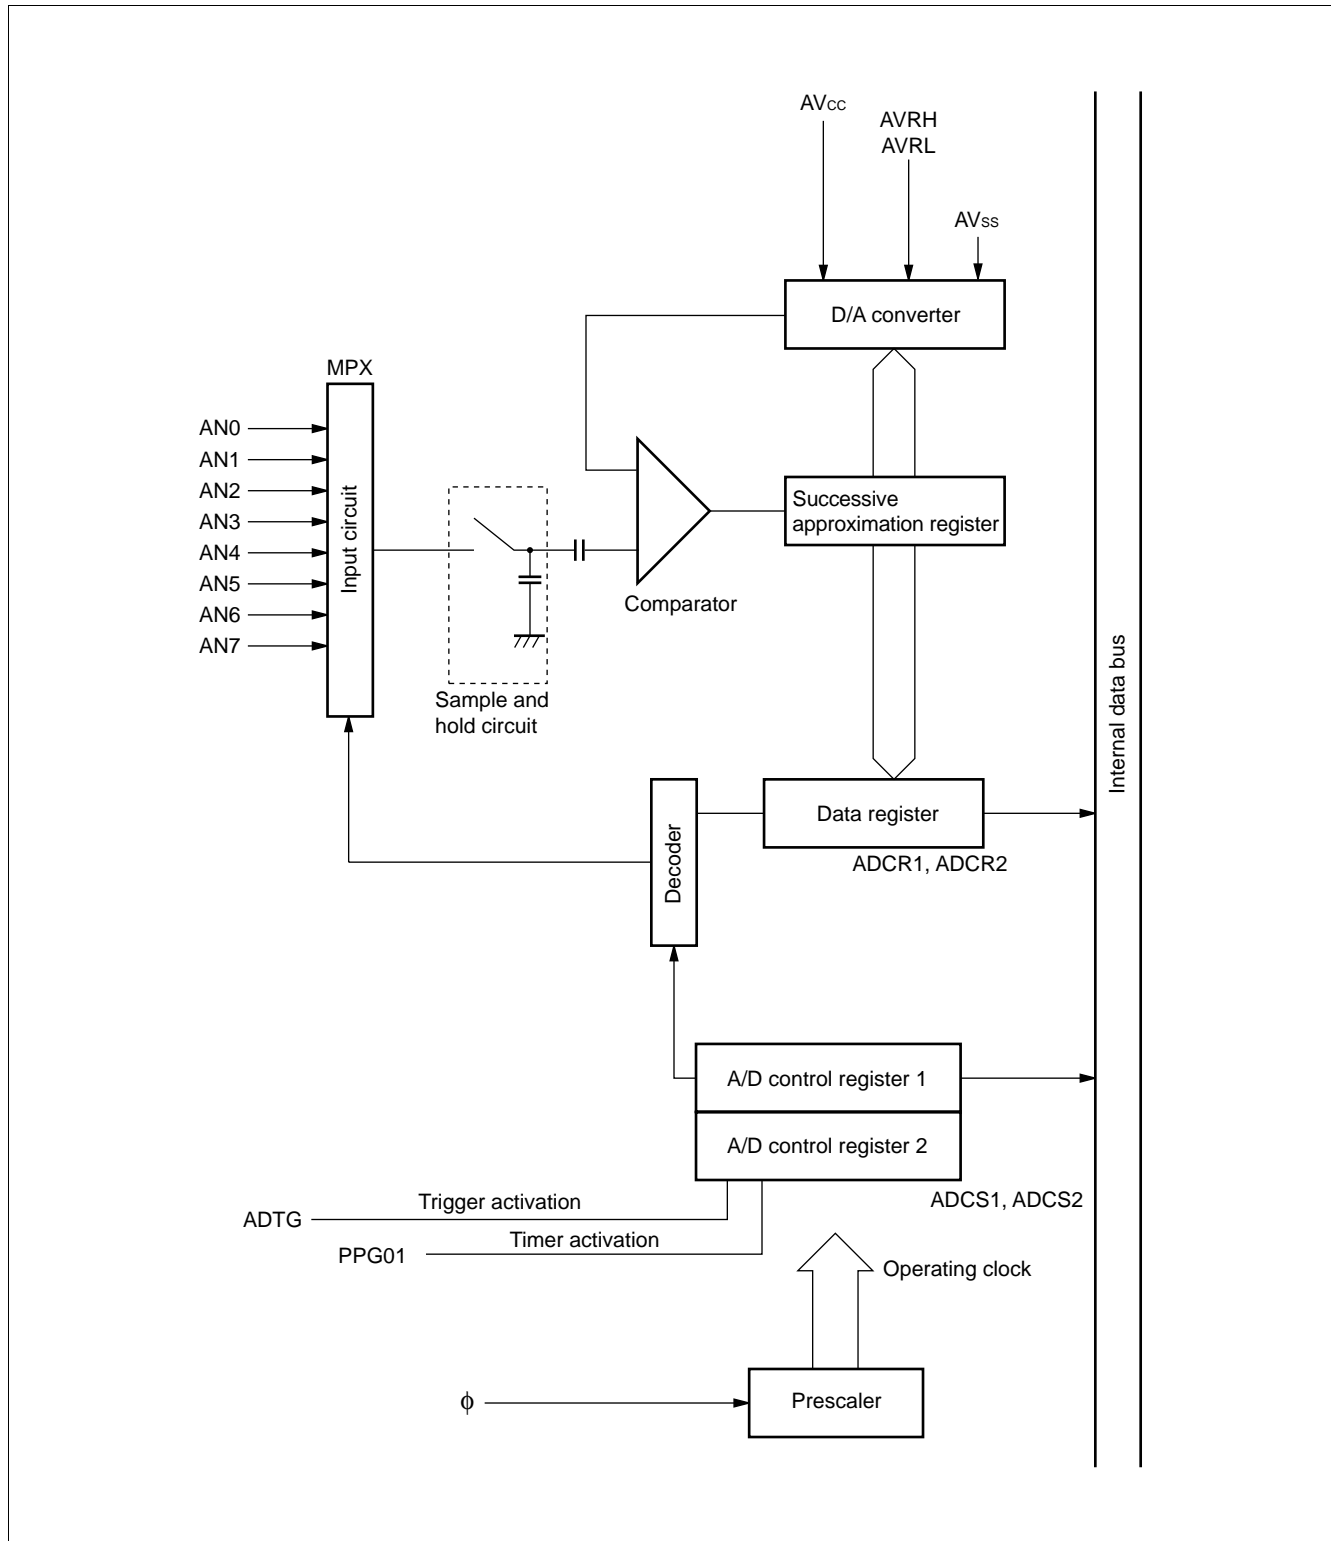 AVCC
AVRH
AVRL
AVSS
D/A converter
MPX
AN0
AN1
AN2
AN3
AN4
AN5
AN6
AN7
Input circuit
Successive
approximation register
Comparator
Sample and
hold circuit
Internal data bus
Data register
ADCR1, ADCR2
Decoder
A/D control register 1
A/D control register 2
ADCS1, ADCS2
Trigger activation
ADTG
Timer activation
PPG01
Operating clock
Prescaler
ϕ